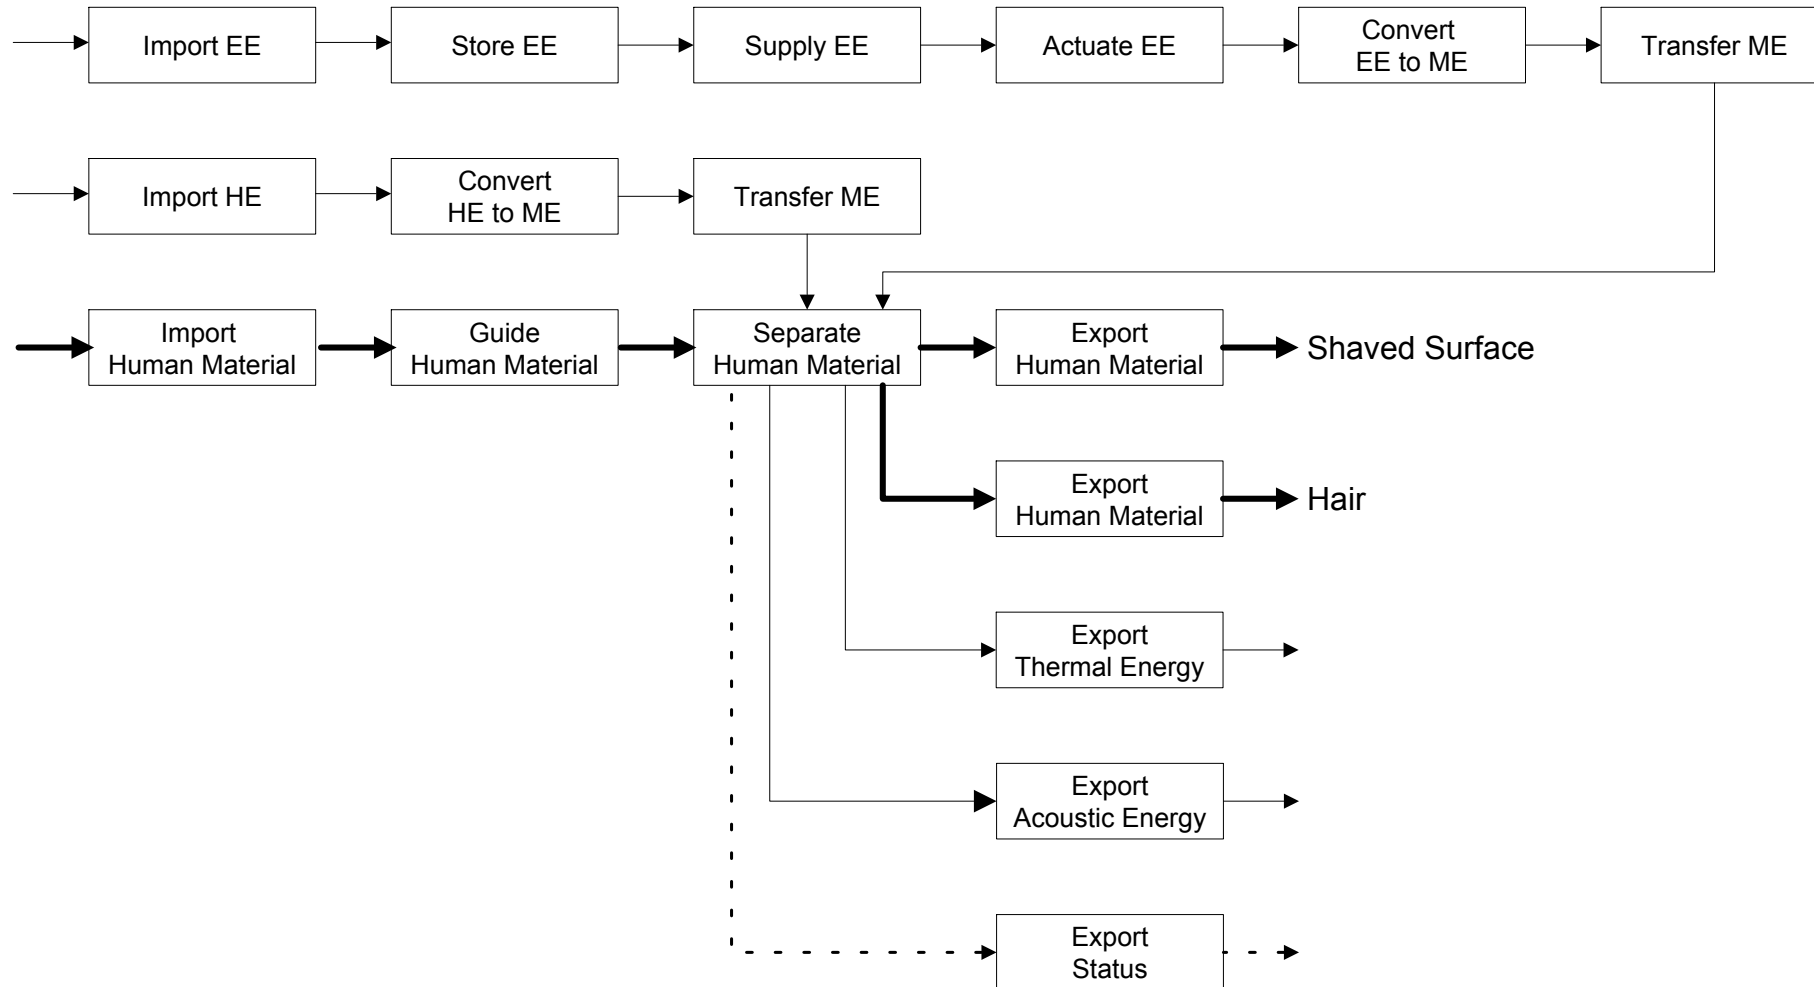 Import EE
Store EE
Supply EE
Actuate EE
Convert
EE to ME
Transfer ME
Import HE
Convert
HE to ME
Transfer ME
Import
Human Material
Guide
Human Material
Separate
Human Material
Export
Human Material
Shaved Surface
Export
Human Material
Hair
Export
Thermal Energy
Export
Acoustic Energy
Export
Status